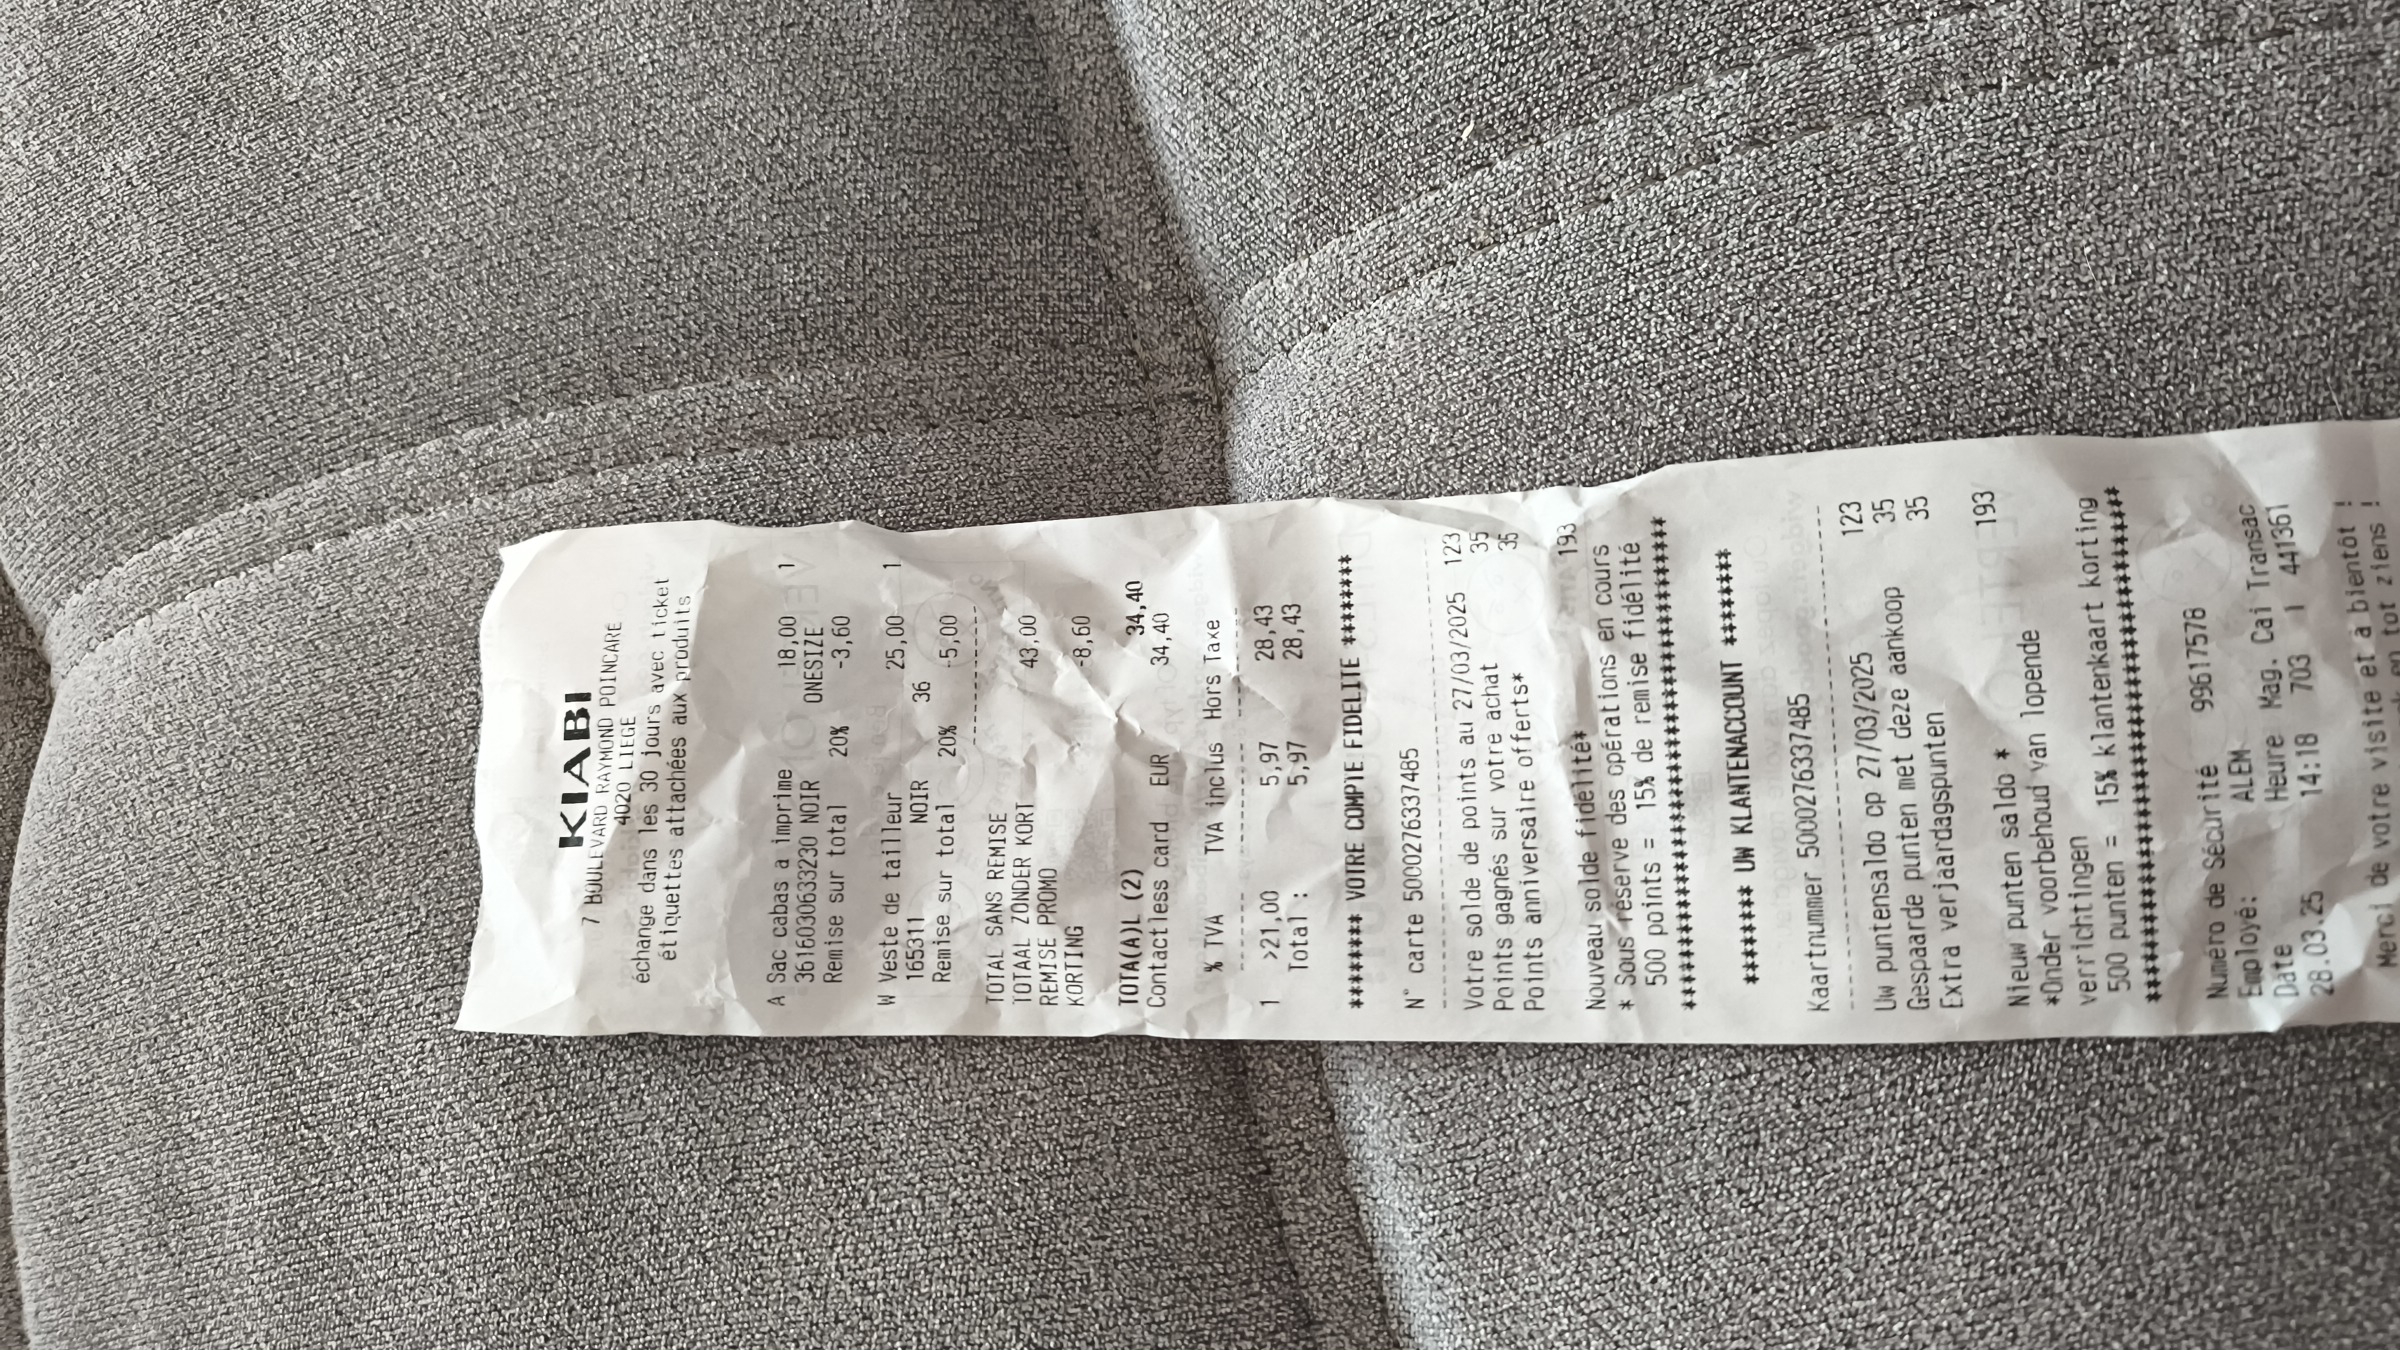 KIABI
7 BOULEVARD RAYMOND POINCARE
4020 LIEGE
échange dans les 30 jours avec ticket
étiquettes attachées aux produits
A Sac cabas a imprime 18,00 1
3616030633230 NOIR ONESIZE
Remise sur total 20% -3,60
W Veste de tailleur 25,00 1
165311 NOIR 36
Remise sur total 20% -5,00
TOTAL SANS REMISE
TOTAAL ZONDER KORT 43,00
REMISE PROMO
KORTING -8,60
TOTA(A)L (2) 34,40
Contactless card EUR 34,40
% TVA TVA inclus Hors Taxe
1 >21,00 5,97 28,43
Total : 5,97 28,43
******** VOTRE COMPTE FIDELITE *******
N° carte 5000276337485
Votre solde de points au 27/03/2025 123
Points gagnés sur votre achat 35
Points anniversaire offerts* 35
Nouveau solde fidélité* 193
* Sous réserve des opérations en cours
500 points = 15% de remise fidélité
******** UW KLANTENACCOUNT *******
Kaartnummer 5000276337485
Uw puntensaldo op 27/03/2025 123
Gespaarde punten met deze aankoop 35
Extra verjaardagspunten 35
Nieuw punten saldo * 193
*Onder voorbehoud van lopende
verrichtingen
500 punten = 15% klantenkaart korting
Numéro de Sécurité 99617578
Employé: ALEM
Date Heure Mag. Cai Transac
28.03.25 14:18 703 1 441361
Merci de votre visite et à bientôt !
en tot ziens !